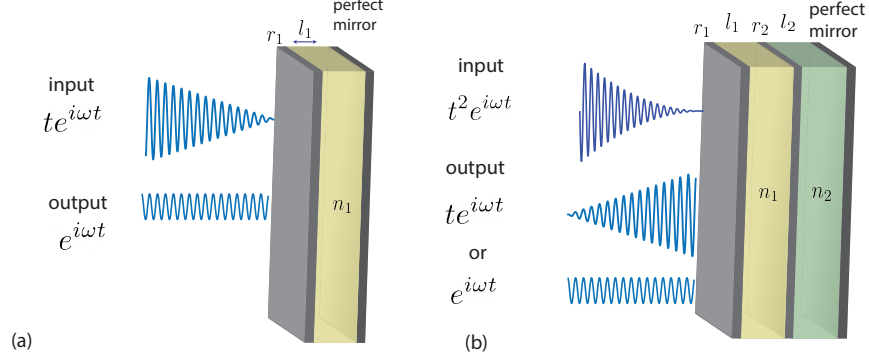 perfect
mirror
r₁ l₁
input
te^{iωt}
output
e^{iωt}
n₁
(a)
perfect
mirror
r₁ l₁ r₂ l₂
input
t²e^{iωt}
output
te^{iωt}
or
e^{iωt}
n₁ n₂
(b)